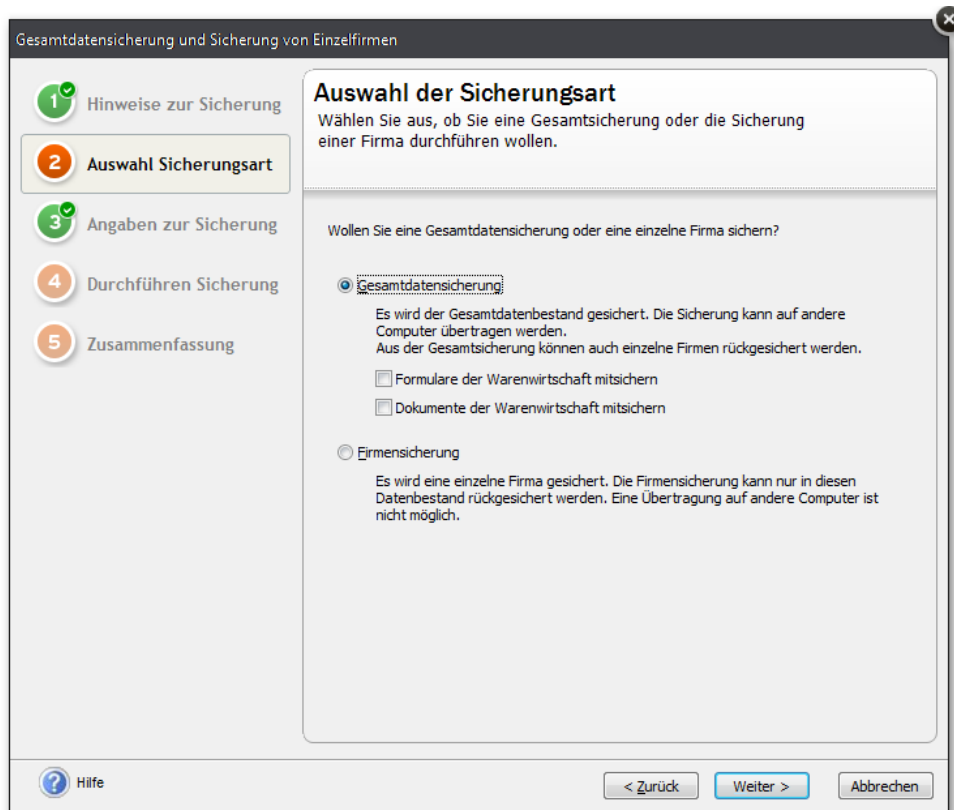 Gesamtdatensicherung und Sicherung von Einzelfirmen
1 Hinweise zur Sicherung
2 Auswahl Sicherungsart
3 Angaben zur Sicherung
4 Durchführen Sicherung
5 Zusammenfassung
Auswahl der Sicherungsart
Wählen Sie aus, ob Sie eine Gesamtsicherung oder die Sicherung
einer Firma durchführen wollen.
Wollen Sie eine Gesamtdatensicherung oder eine einzelne Firma sichern?
Gesamtdatensicherung
Es wird der Gesamtdatenbestand gesichert. Die Sicherung kann auf andere
Computer übertragen werden.
Aus der Gesamtsicherung können auch einzelne Firmen rückgesichert werden.
Formulare der Warenwirtschaft mitsichern
Dokumente der Warenwirtschaft mitsichern
Firmensicherung
Es wird eine einzelne Firma gesichert. Die Firmensicherung kann nur in diesen
Datenbestand rückgesichert werden. Eine Übertragung auf andere Computer ist
nicht möglich.
? Hilfe
< Zurück
Weiter >
Abbrechen